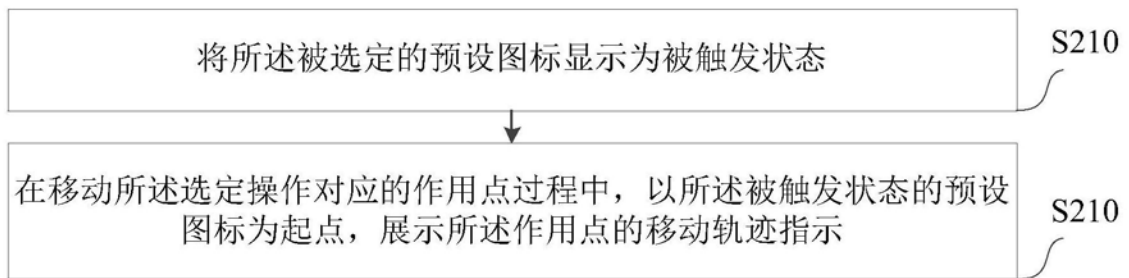 将所述被选定的预设图标显示为被触发状态
S210
在移动所述选定操作对应的作用点过程中，以所述被触发状态的预设
图标为起点，展示所述作用点的移动轨迹指示
S210